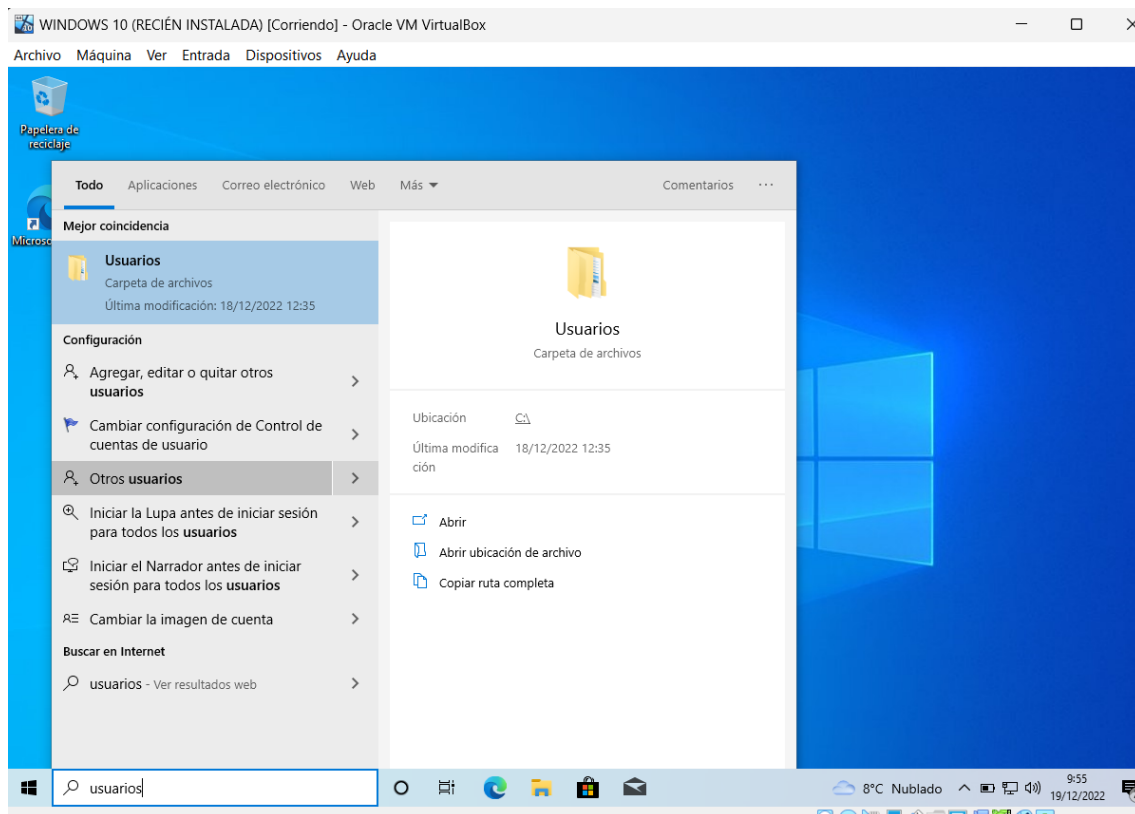 WINDOWS 10 (RECIÉN INSTALADA) [Corriendo] - Oracle VM VirtualBox
Archivo Máquina Ver Entrada Dispositivos Ayuda
Papelera de
reciclaje
Todo Aplicaciones Correo electrónico Web Más Comentarios ...
Mejor coincidencia
Usuarios
Carpeta de archivos
Última modificación: 18/12/2022 12:35
Configuración
Agregar, editar o quitar otros
usuarios
Cambiar configuración de Control de
cuentas de usuario
Otros usuarios
Iniciar la Lupa antes de iniciar sesión
para todos los usuarios
Iniciar el Narrador antes de iniciar
sesión para todos los usuarios
Cambiar la imagen de cuenta
Buscar en Internet
usuarios - Ver resultados web
Usuarios
Carpeta de archivos
Ubicación C:\
Última modifica 18/12/2022 12:35
ción
Abrir
Abrir ubicación de archivo
Copiar ruta completa
usuarios
8°C Nublado
9:55
19/12/2022